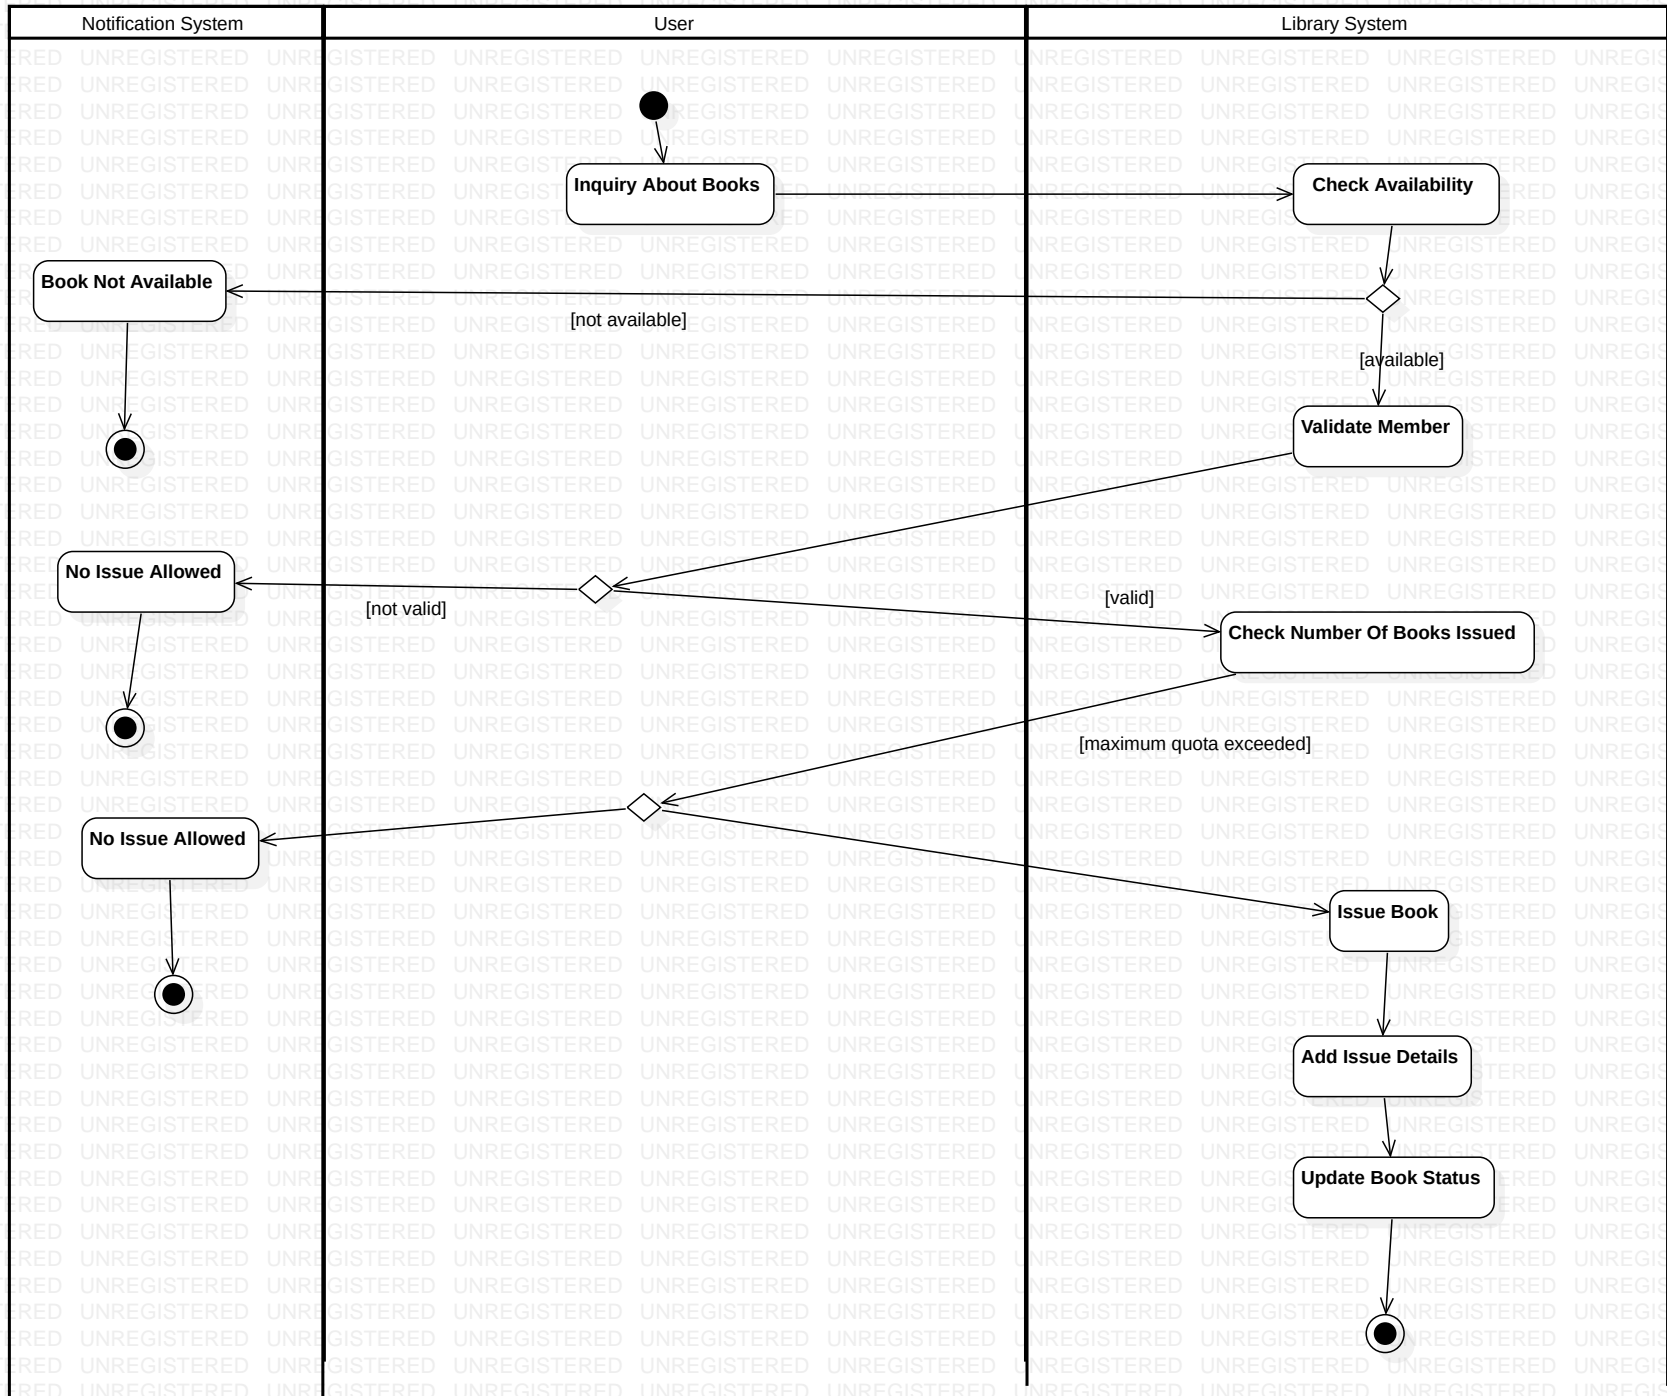 Notification System
User
Library System
Inquiry About Books
Check Availability
Book Not Available
[not available]
[available]
Validate Member
No Issue Allowed
[not valid]
[valid]
Check Number Of Books Issued
[maximum quota exceeded]
No Issue Allowed
Issue Book
Add Issue Details
Update Book Status
UNREGISTERED